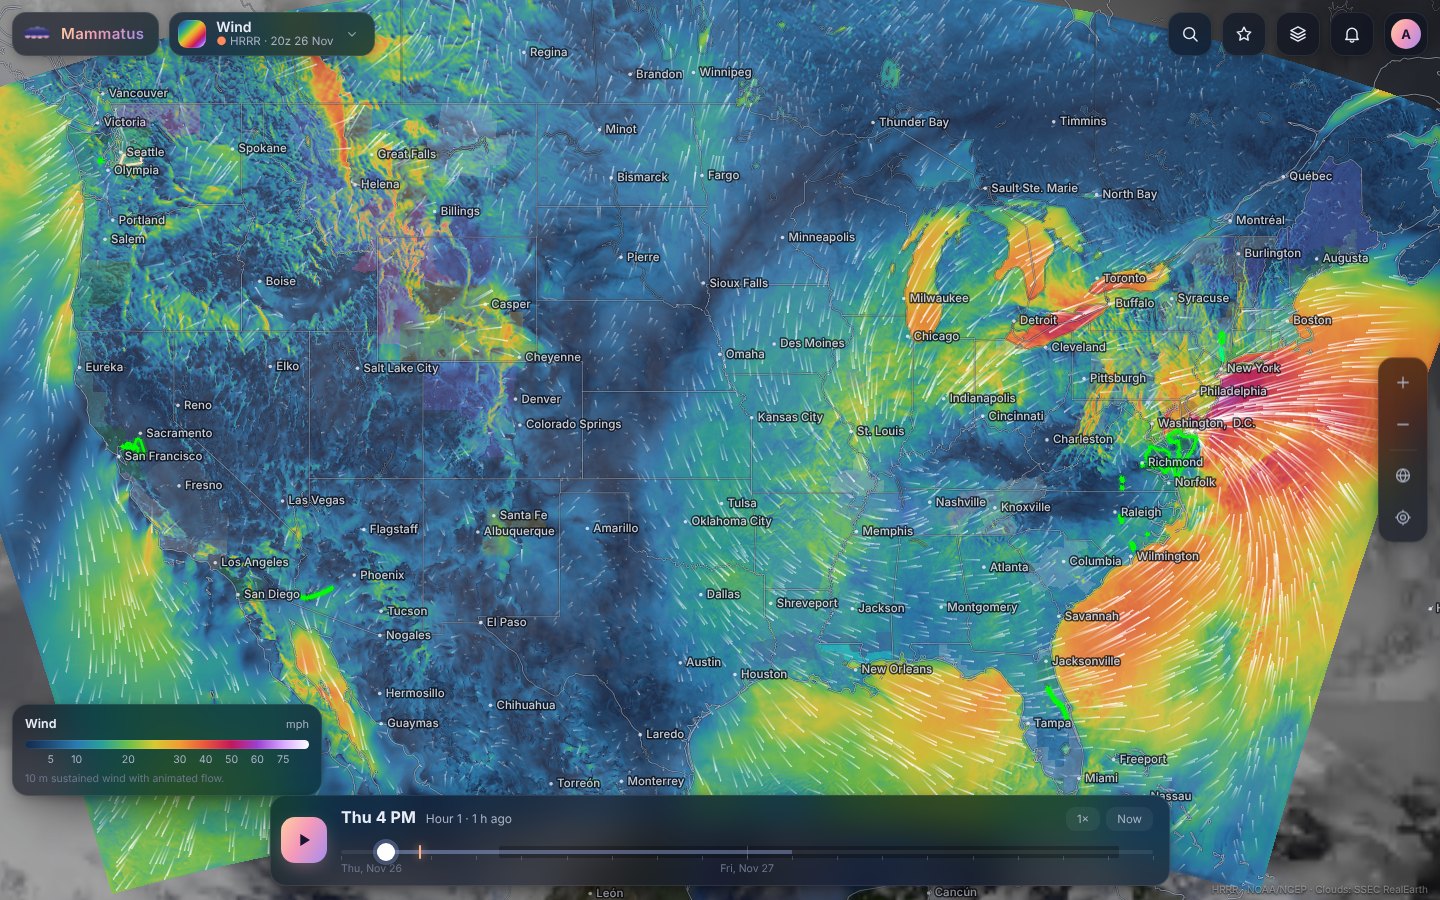 Mammatus
Wind
HRRR · 20z 26 Nov
A
Regina
Brandon
Winnipeg
Vancouver
Victoria
Minot
Thunder Bay
Timmins
Seattle
Spokane
Great Falls
Olympia
Helena
Bismarck
Fargo
Sault Ste. Marie
North Bay
Québec
Billings
Portland
Salem
Montréal
Minneapolis
Pierre
Burlington
Augusta
Boise
Sioux Falls
Toronto
Casper
Milwaukee
Buffalo
Syracuse
Detroit
Boston
Chicago
Des Moines
Cleveland
Omaha
Cheyenne
Eureka
Elko
Salt Lake City
New York
Pittsburgh
Philadelphia
Denver
Indianapolis
Reno
Colorado Springs
Kansas City
Cincinnati
Washington, D.C.
Sacramento
St. Louis
Charleston
San Francisco
Richmond
Fresno
Norfolk
Las Vegas
Tulsa
Nashville
Knoxville
Santa Fe
Raleigh
Flagstaff
Albuquerque
Amarillo
Oklahoma City
Memphis
Los Angeles
Atlanta
Columbia
Wilmington
Phoenix
San Diego
Dallas
Shreveport
Jackson
Montgomery
Savannah
Tucson
El Paso
Nogales
Austin
Houston
New Orleans
Jacksonville
Hermosillo
Chihuahua
Guaymas
Laredo
Tampa
Freeport
Torreón
Monterrey
Miami
Nassau
León
Cancún
Wind
mph
5 10 20 30 40 50 60 75
10 m sustained wind with animated flow.
Thu 4 PM
Hour 1 · 1 h ago
1×
Now
Thu, Nov 26
Fri, Nov 27
HRRR · NOAA/NCEP · Clouds: SSEC RealEarth